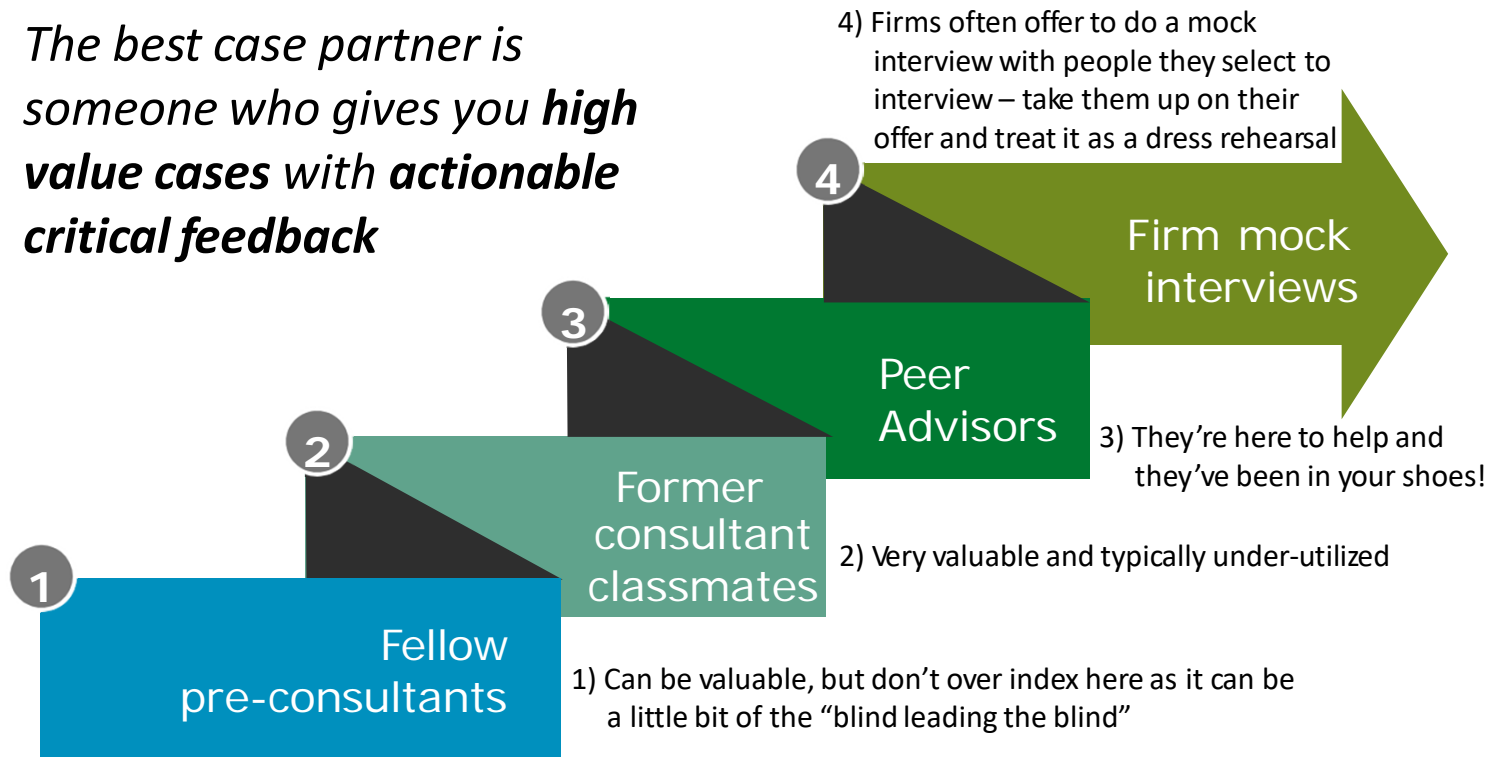 The best case partner is
someone who gives you high
value cases with actionable
critical feedback
4) Firms often offer to do a mock
interview with people they select to
interview – take them up on their
offer and treat it as a dress rehearsal
4
Firm mock
interviews
3
Peer
Advisors
3) They’re here to help and
they’ve been in your shoes!
2
Former
consultant
classmates
2) Very valuable and typically under-utilized
1
Fellow
pre-consultants
1) Can be valuable, but don’t over index here as it can be
a little bit of the “blind leading the blind”